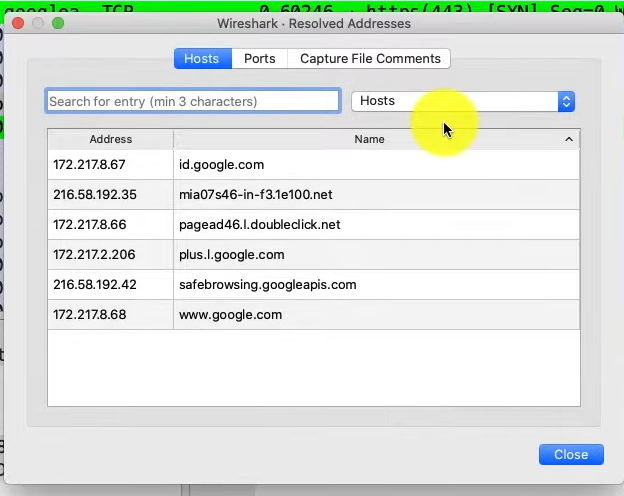 googlea TCP 0 60246 → https(443) [SYN] Seq=0 W
Wireshark · Resolved Addresses
Hosts Ports Capture File Comments
Search for entry (min 3 characters) Hosts
Address Name
172.217.8.67 id.google.com
216.58.192.35 mia07s46-in-f3.1e100.net
172.217.8.66 pagead46.l.doubleclick.net
172.217.2.206 plus.l.google.com
216.58.192.42 safebrowsing.googleapis.com
172.217.8.68 www.google.com
Close